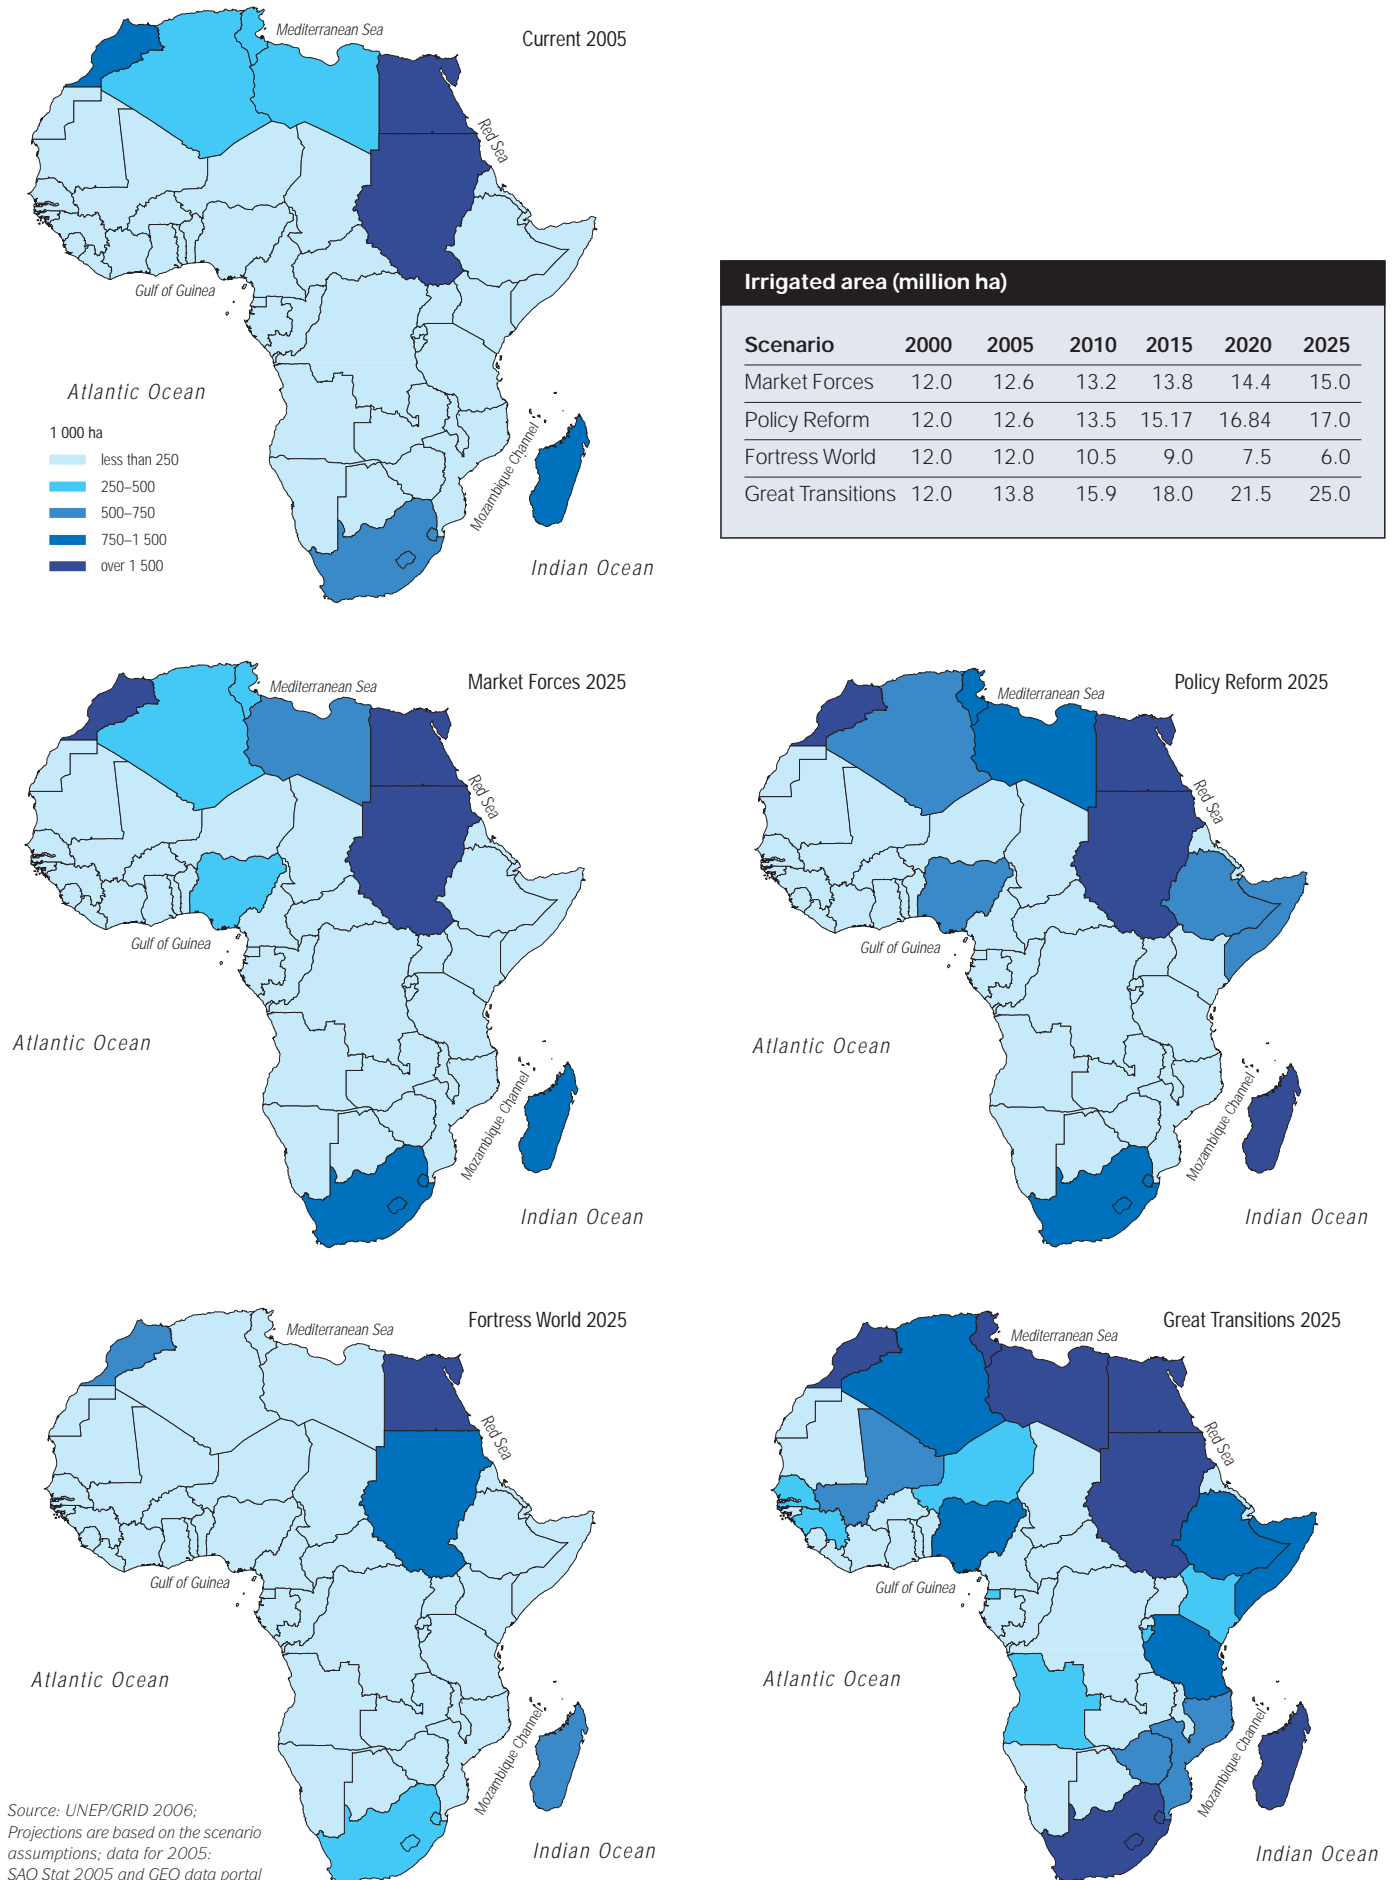 Mediterranean Sea
Current 2005
Red Sea
Gulf of Guinea
Atlantic Ocean
1 000 ha
less than 250
250–500
500–750
750–1 500
over 1 500
Mozambique Channel
Indian Ocean
Irrigated area (million ha)
Scenario 2000 2005 2010 2015 2020 2025
Market Forces 12.0 12.6 13.2 13.8 14.4 15.0
Policy Reform 12.0 12.6 13.5 15.17 16.84 17.0
Fortress World 12.0 12.0 10.5 9.0 7.5 6.0
Great Transitions 12.0 13.8 15.9 18.0 21.5 25.0
Mediterranean Sea
Market Forces 2025
Red Sea
Gulf of Guinea
Atlantic Ocean
Mozambique Channel
Indian Ocean
Mediterranean Sea
Policy Reform 2025
Red Sea
Gulf of Guinea
Atlantic Ocean
Mozambique Channel
Indian Ocean
Mediterranean Sea
Fortress World 2025
Red Sea
Gulf of Guinea
Atlantic Ocean
Mozambique Channel
Indian Ocean
Source: UNEP/GRID 2006;
Projections are based on the scenario
assumptions; data for 2005:
SAO Stat 2005 and GEO data portal
Mediterranean Sea
Great Transitions 2025
Red Sea
Gulf of Guinea
Atlantic Ocean
Mozambique Channel
Indian Ocean